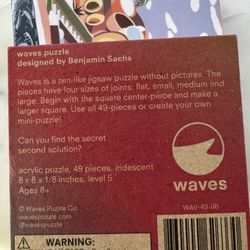 waves puzzle
designed by Benjamin Sachs
Waves is a zen-like jigsaw puzzle without pictures. The
pieces have four sizes of joints: flat, small, medium and
large. Begin with the square center-piece and make a
larger square. Use all 49-pieces or create your own
mini-puzzle!
Can you find the secret
second solution?
acrylic puzzle, 49 pieces, iridescent
8 x 8 x 1/8 inches, level 5
Ages 8+
waves
© Waves Puzzle Co.
wavespuzzle.com
WAV-49-IRI
WARNING: